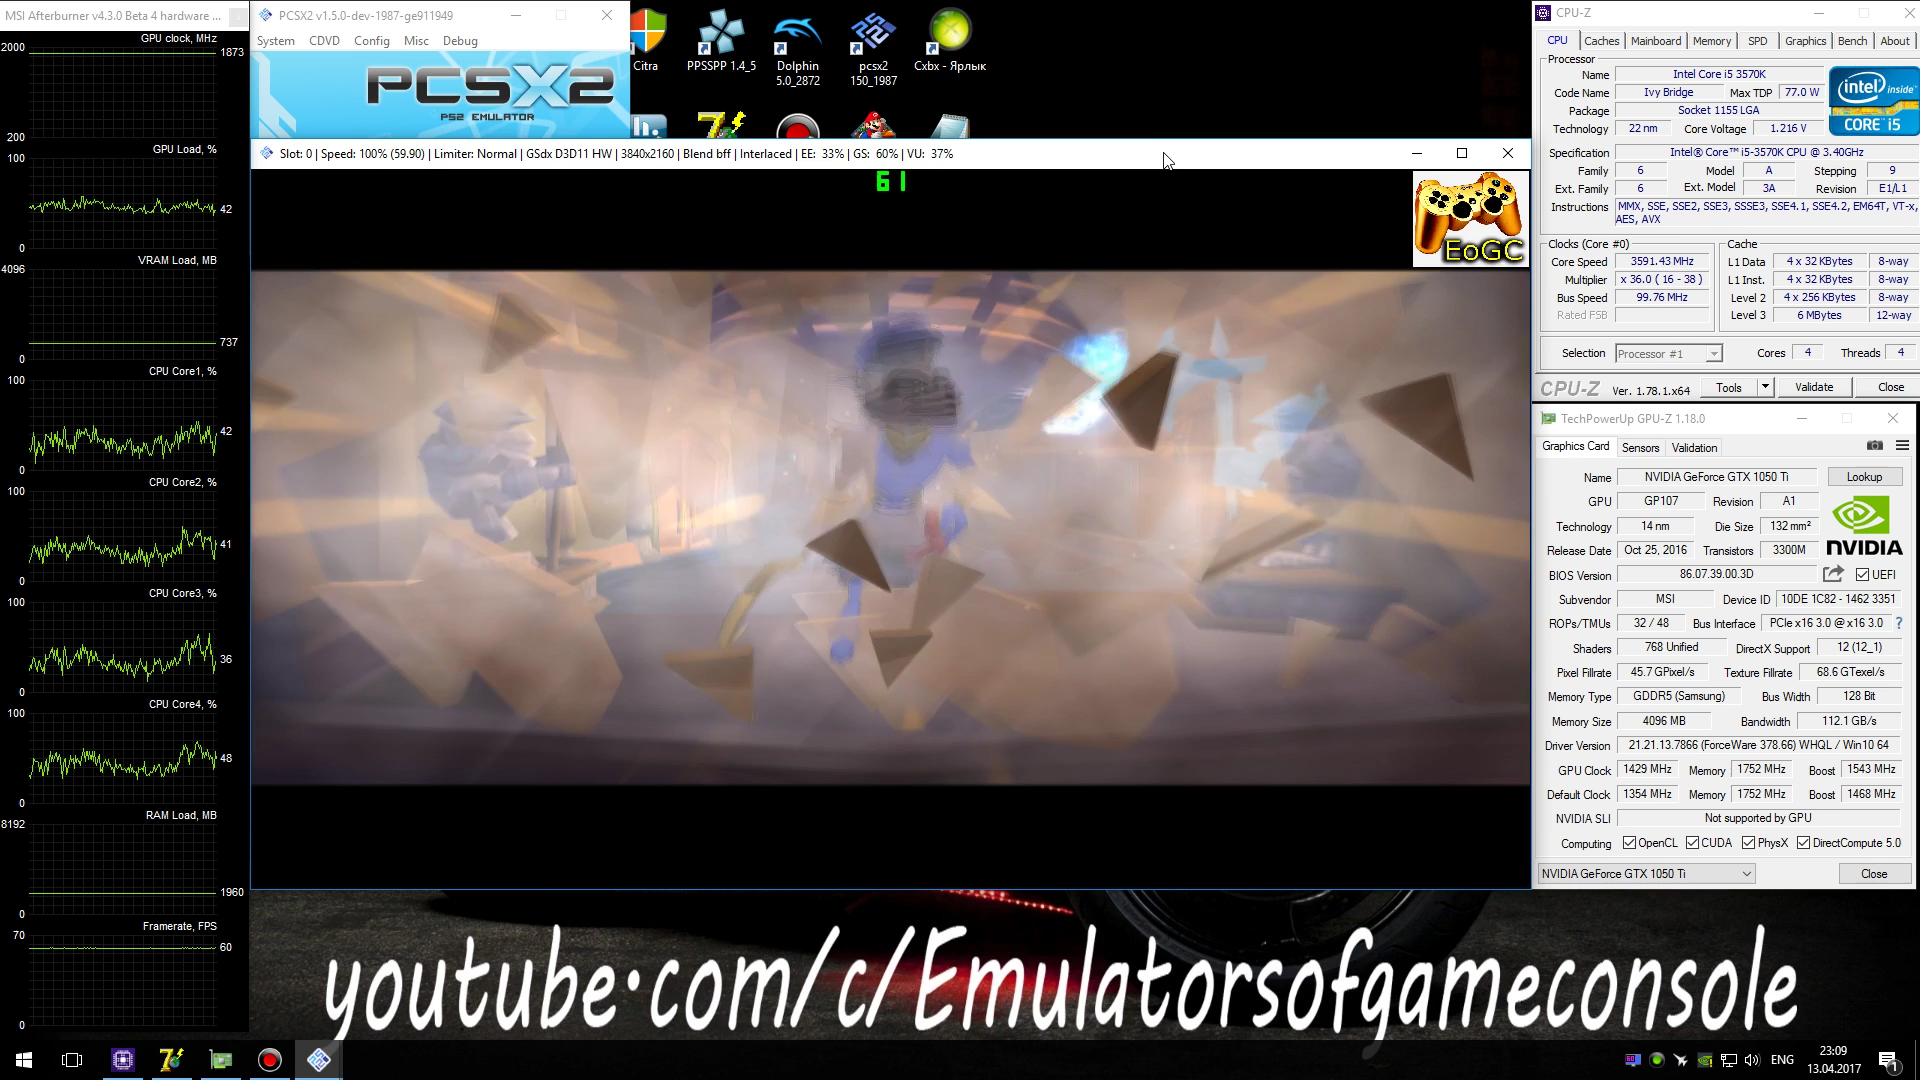 MSI Afterburner v4.3.0 Beta 4 hardware ...
GPU clock, MHz
2000
1873
200
GPU Load, %
100
42
0
VRAM Load, MB
4096
737
0
CPU Core1, %
100
42
0
CPU Core2, %
100
41
0
CPU Core3, %
100
36
0
CPU Core4, %
100
48
0
RAM Load, MB
8192
1960
0
Framerate, FPS
70
60
0
PCSX2 v1.5.0-dev-1987-ge911949
System CDVD Config Misc Debug
PCSX2
PS2 EMULATOR
Citra
PPSSPP 1.4_5
Dolphin
5.0_2872
pcsx2
150_1987
Cxbx - Ярлык
Slot: 0 | Speed: 100% (59.90) | Limiter: Normal | GSdx D3D11 HW | 3840x2160 | Blend bff | Interlaced | EE: 33% | GS: 60% | VU: 37%
61
EoGC
CPU-Z
CPU Caches Mainboard Memory SPD Graphics Bench About
Processor
Name Intel Core i5 3570K
Code Name Ivy Bridge Max TDP 77.0 W
Package Socket 1155 LGA
Technology 22 nm Core Voltage 1.216 V
intel inside™
CORE i5
Specification Intel® Core™ i5-3570K CPU @ 3.40GHz
Family 6 Model A Stepping 9
Ext. Family 6 Ext. Model 3A Revision E1/L1
Instructions MMX, SSE, SSE2, SSE3, SSSE3, SSE4.1, SSE4.2, EM64T, VT-x,
AES, AVX
Clocks (Core #0) Cache
Core Speed 3591.43 MHz L1 Data 4 x 32 KBytes 8-way
Multiplier x 36.0 ( 16 - 38 ) L1 Inst. 4 x 32 KBytes 8-way
Bus Speed 99.76 MHz Level 2 4 x 256 KBytes 8-way
Rated FSB Level 3 6 MBytes 12-way
Selection Processor #1 Cores 4 Threads 4
CPU-Z Ver. 1.78.1.x64 Tools Validate Close
TechPowerUp GPU-Z 1.18.0
Graphics Card Sensors Validation
Name NVIDIA GeForce GTX 1050 Ti Lookup
GPU GP107 Revision A1
Technology 14 nm Die Size 132 mm²
Release Date Oct 25, 2016 Transistors 3300M
NVIDIA
BIOS Version 86.07.39.00.3D UEFI
Subvendor MSI Device ID 10DE 1C82 - 1462 3351
ROPs/TMUs 32 / 48 Bus Interface PCIe x16 3.0 @ x16 3.0 ?
Shaders 768 Unified DirectX Support 12 (12_1)
Pixel Fillrate 45.7 GPixel/s Texture Fillrate 68.6 GTexel/s
Memory Type GDDR5 (Samsung) Bus Width 128 Bit
Memory Size 4096 MB Bandwidth 112.1 GB/s
Driver Version 21.21.13.7866 (ForceWare 378.66) WHQL / Win10 64
GPU Clock 1429 MHz Memory 1752 MHz Boost 1543 MHz
Default Clock 1354 MHz Memory 1752 MHz Boost 1468 MHz
NVIDIA SLI Not supported by GPU
Computing OpenCL CUDA PhysX DirectCompute 5.0
NVIDIA GeForce GTX 1050 Ti Close
youtube.com/c/Emulatorsofgameconsole
ENG
23:09
13.04.2017
1